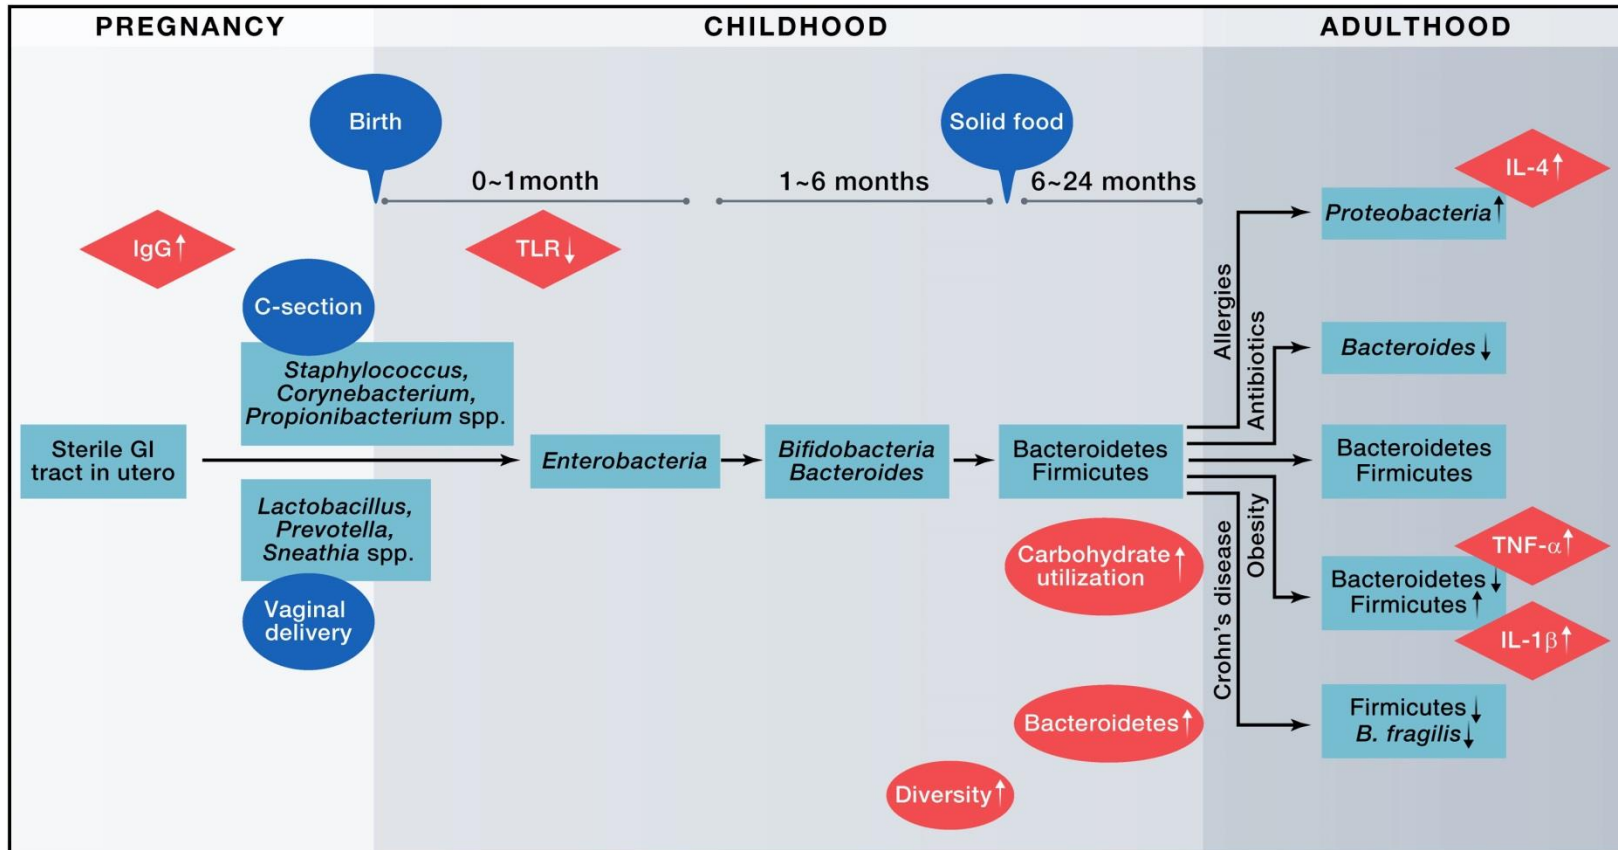 PREGNANCY
CHILDHOOD
ADULTHOOD
Birth
Solid food
0~1month
1~6 months
6~24 months
IgG↑
TLR↓
IL-4↑
Proteobacteria↑
C-section
Staphylococcus,
Corynebacterium,
Propionibacterium spp.
Allergies
Antibiotics
Bacteroides↓
Sterile GI
tract in utero
Enterobacteria
Bifidobacteria
Bacteroides
Bacteroidetes
Firmicutes
Bacteroidetes
Firmicutes
Lactobacillus,
Prevotella,
Sneathia spp.
Vaginal
delivery
Carbohydrate↑
utilization
Crohn's disease
Obesity
TNF-α↑
Bacteroidetes↓
Firmicutes↑
IL-1β↑
Bacteroidetes↑
Firmicutes↓
B. fragilis↓
Diversity↑